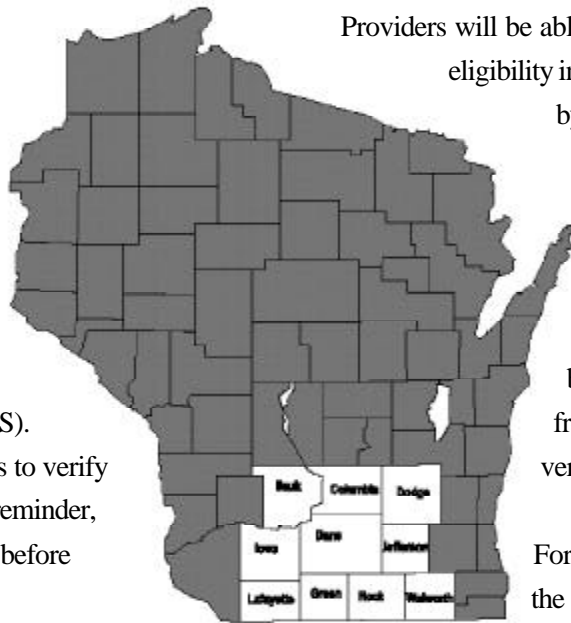 Providers will be abl
eligibility in
by
b
S).
fr
s to verify
ver
reminder,
before
For
the
Sauk
Columbia
Dodge
Iowa
Dane
Jefferson
Lafayette
Green
Rock
Walworth